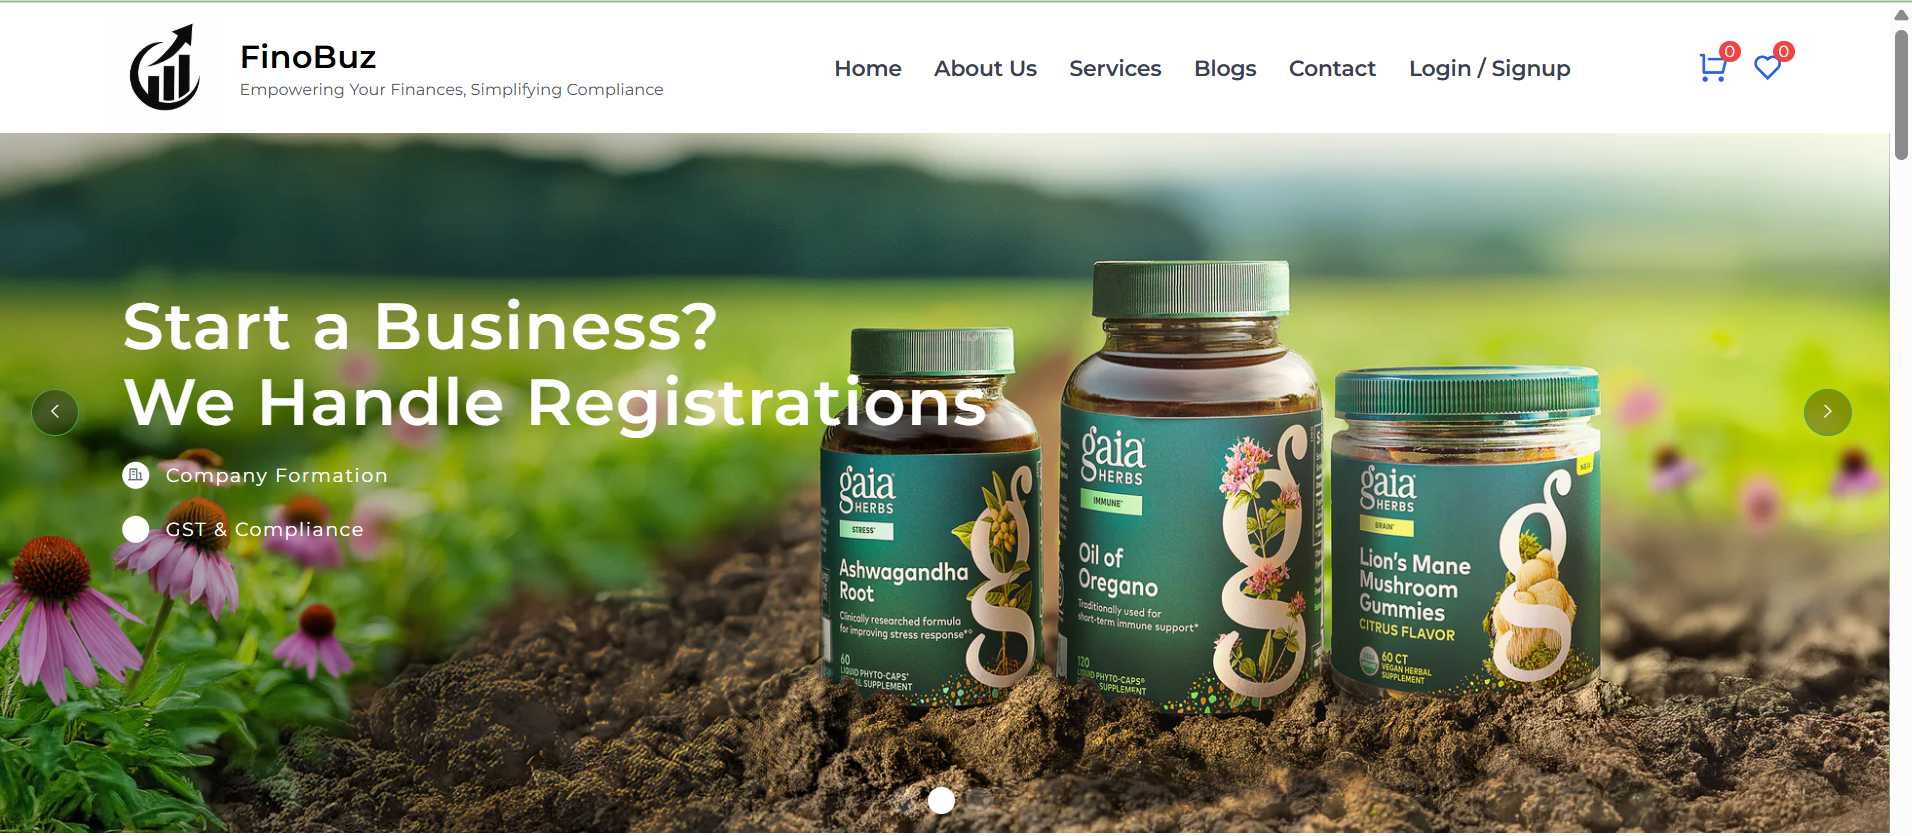 FinoBuz
Empowering Your Finances, Simplifying Compliance
Home About Us Services Blogs Contact Login / Signup
0 0
Start a Business?
We Handle Registrations
Company Formation
GST & Compliance
gaia
HERBS
STRESS*
Ashwagandha
Root
Clinically researched formula
for improving stress response*◊
60
LIQUID PHYTO-CAPS®
SUPPLEMENT
gaia
HERBS
IMMUNE*
Oil of
Oregano
Traditionally used for
short-term immune support*
120
LIQUID PHYTO-CAPS®
SUPPLEMENT
gaia
HERBS
NEW
BRAIN*
Lion's Mane
Mushroom
Gummies
CITRUS FLAVOR
60 CT
VEGAN HERBAL
SUPPLEMENT